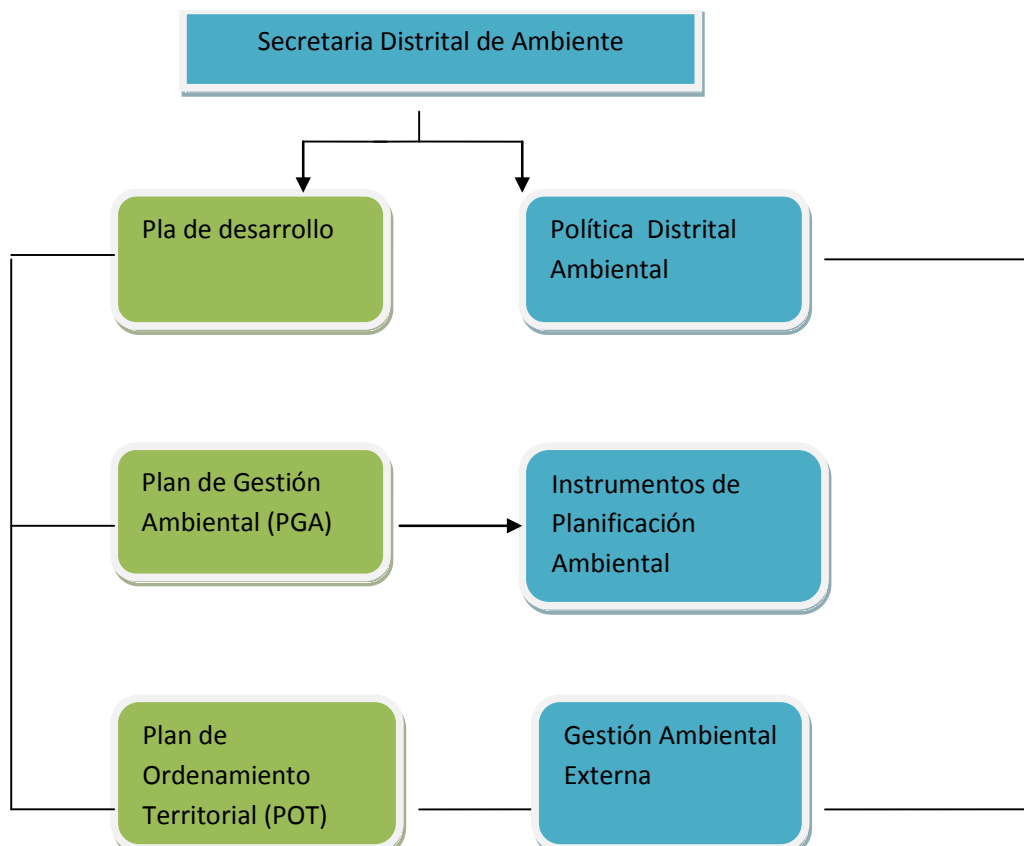 Secretaria Distrital de Ambiente
Pla de desarrollo
Política Distrital
Ambiental
Plan de Gestión
Ambiental (PGA)
Instrumentos de
Planificación
Ambiental
Plan de
Ordenamiento
Territorial (POT)
Gestión Ambiental
Externa